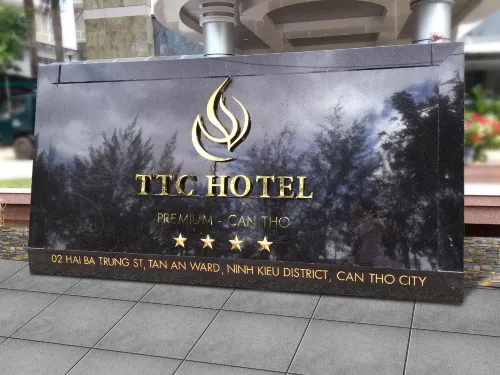 TTC HOTEL
PREMIUM - CAN THO
02 HAI BA TRUNG ST, TAN AN WARD, NINH KIEU DISTRICT, CAN THO CITY